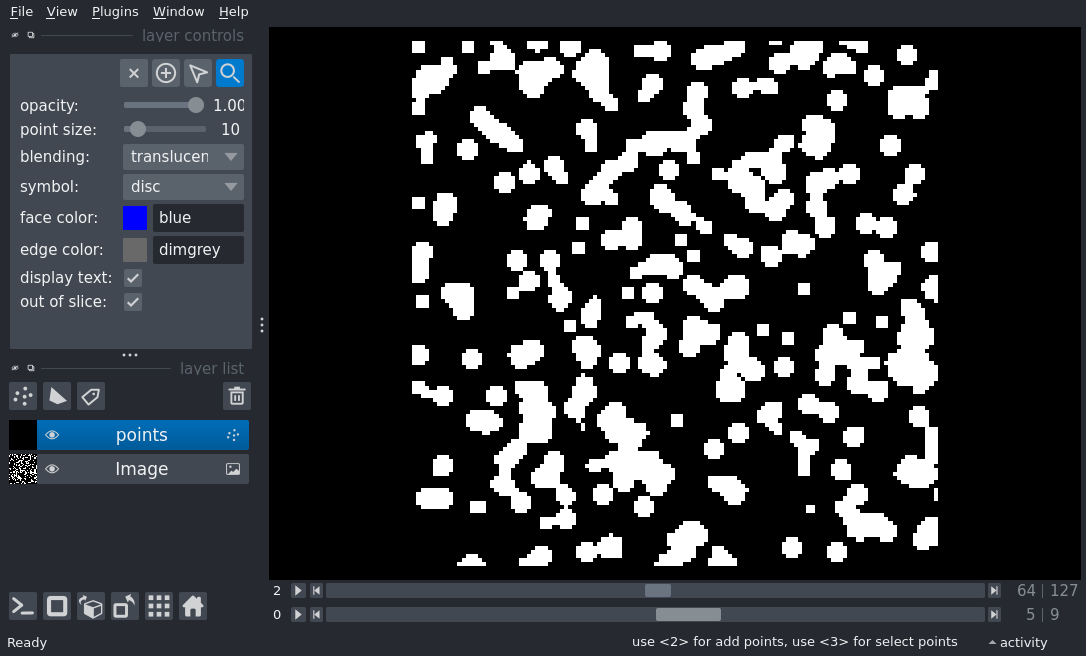 File View Plugins Window Help
layer controls
opacity: 1.00
point size: 10
blending: translucen
symbol: disc
face color: blue
edge color: dimgrey
display text:
out of slice:
layer list
points
Image
2 64 | 127
0 5 | 9
Ready use <2> for add points, use <3> for select points activity